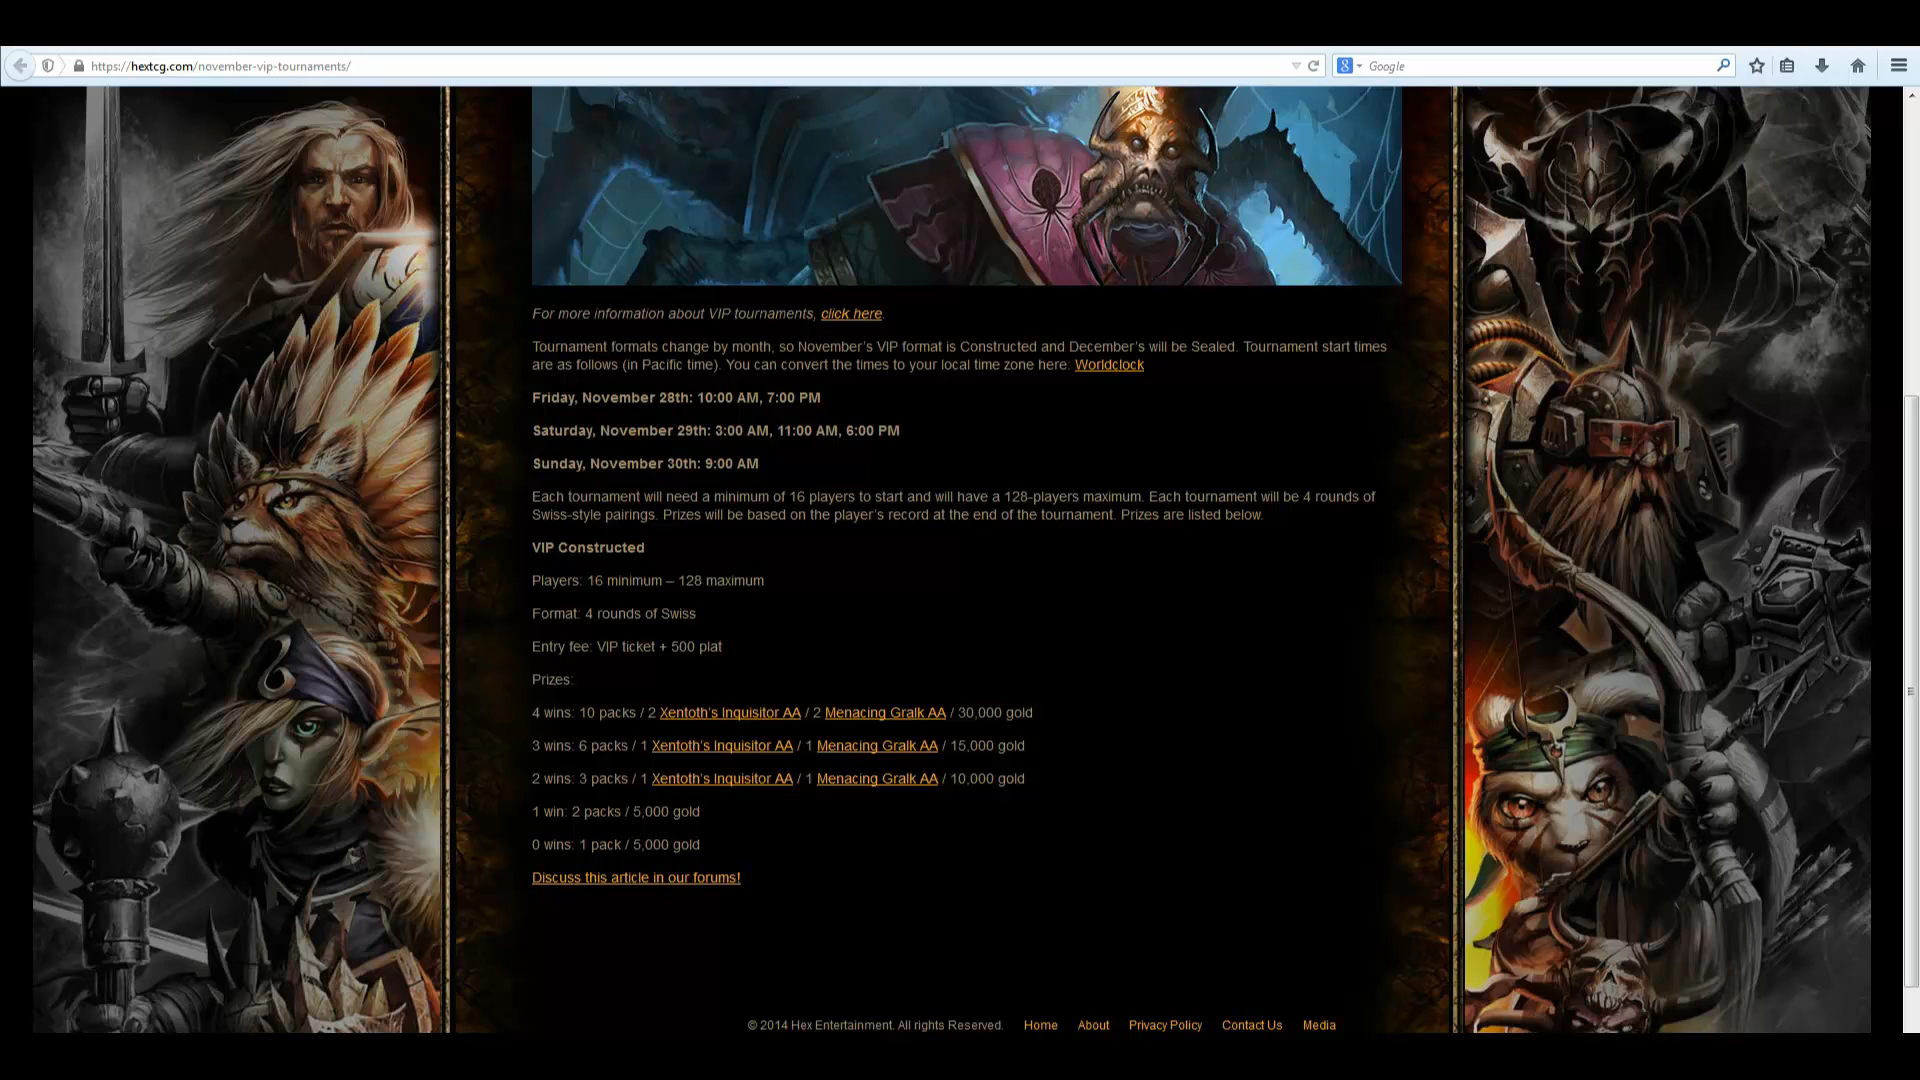 https://hextcg.com/november-vip-tournaments/
Google
For more information about VIP tournaments, click here.
Tournament formats change by month, so November's VIP format is Constructed and December's will be Sealed. Tournament start times
are as follows (in Pacific time). You can convert the times to your local time zone here: Worldclock
Friday, November 28th: 10:00 AM, 7:00 PM
Saturday, November 29th: 3:00 AM, 11:00 AM, 6:00 PM
Sunday, November 30th: 9:00 AM
Each tournament will need a minimum of 16 players to start and will have a 128-players maximum. Each tournament will be 4 rounds of
Swiss-style pairings. Prizes will be based on the player's record at the end of the tournament. Prizes are listed below.
VIP Constructed
Players: 16 minimum – 128 maximum
Format: 4 rounds of Swiss
Entry fee: VIP ticket + 500 plat
Prizes:
4 wins: 10 packs / 2 Xentoth's Inquisitor AA / 2 Menacing Gralk AA / 30,000 gold
3 wins: 6 packs / 1 Xentoth's Inquisitor AA / 1 Menacing Gralk AA / 15,000 gold
2 wins: 3 packs / 1 Xentoth's Inquisitor AA / 1 Menacing Gralk AA / 10,000 gold
1 win: 2 packs / 5,000 gold
0 wins: 1 pack / 5,000 gold
Discuss this article in our forums!
© 2014 Hex Entertainment. All rights Reserved. Home About Privacy Policy Contact Us Media